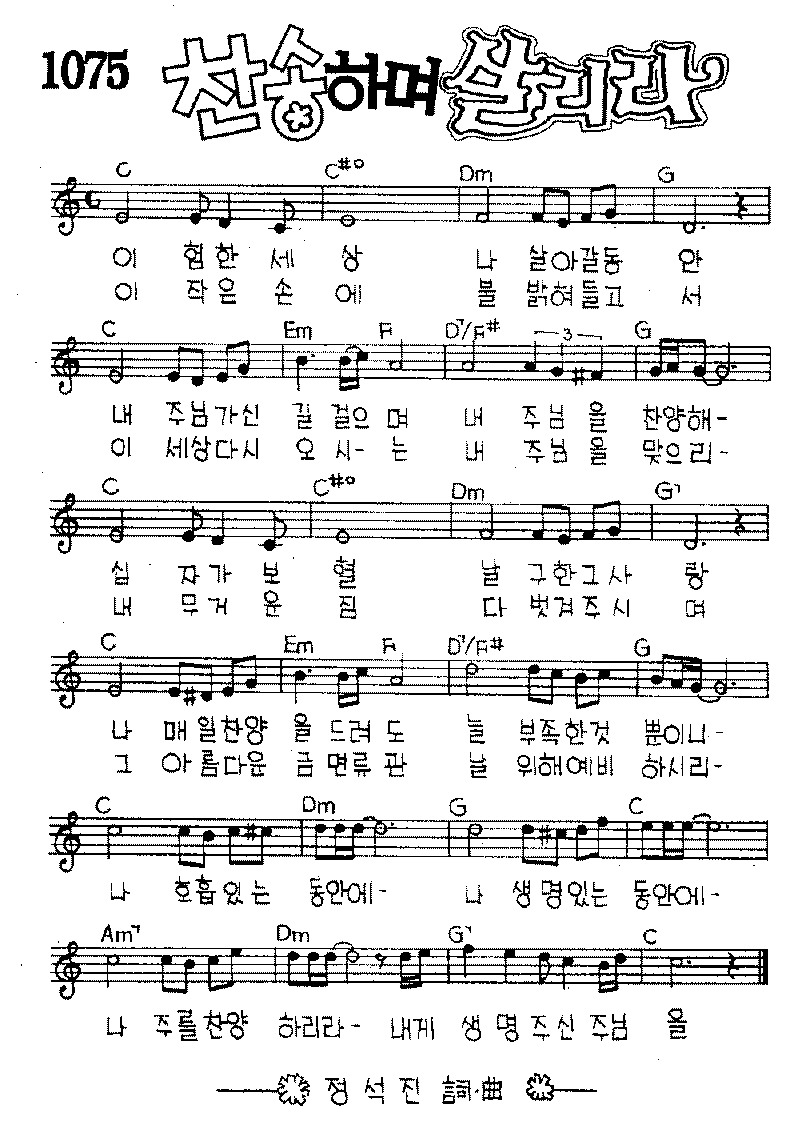 1075 찬송하며 살리라
C C#o Dm G
이 험한 세 상 나 살아갈동 안
이 작은 손 에 불 밝혀들고 서
C Em F D7/F# 3 G
내 주님가신 길 걸으며 내 주님을 찬양해-
이 세상다시 오시-는 내 주님을 맞으리-
C C#o Dm G7
십 자가 보 혈 날 구한그사 랑
내 무거 운 짐 다 벗겨주시 며
C Em F D7/F# G
나 매일찬양 을 드려도 늘 부족한것 뿐이니-
그 아름다운 금면류관 날 위해예비 하시리-
C Dm G C
나 호흡있는 동안에- 나 생명있는 동안에-
Am7 Dm G7 C
나 주를찬양 하리라- 내게 생명주신주님 을
정석진 詞·曲